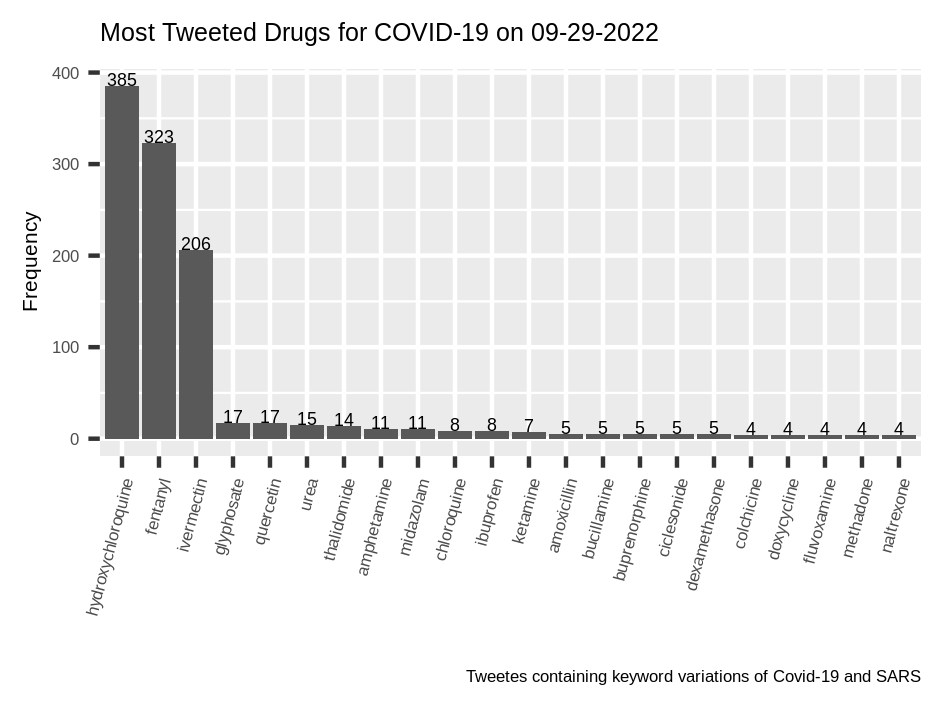 Most Tweeted Drugs for COVID-19 on 09-29-2022
Frequency
400
300
200
100
0
385
323
206
17
17
15
14
11
11
8
8
7
5
5
5
5
5
4
4
4
4
4
hydroxychloroquine
fentanyl
ivermectin
glyphosate
quercetin
urea
thalidomide
amphetamine
midazolam
chloroquine
ibuprofen
ketamine
amoxicillin
bucillamine
buprenorphine
ciclesonide
dexamethasone
colchicine
doxycycline
fluvoxamine
methadone
naltrexone
Tweetes containing keyword variations of Covid-19 and SARS